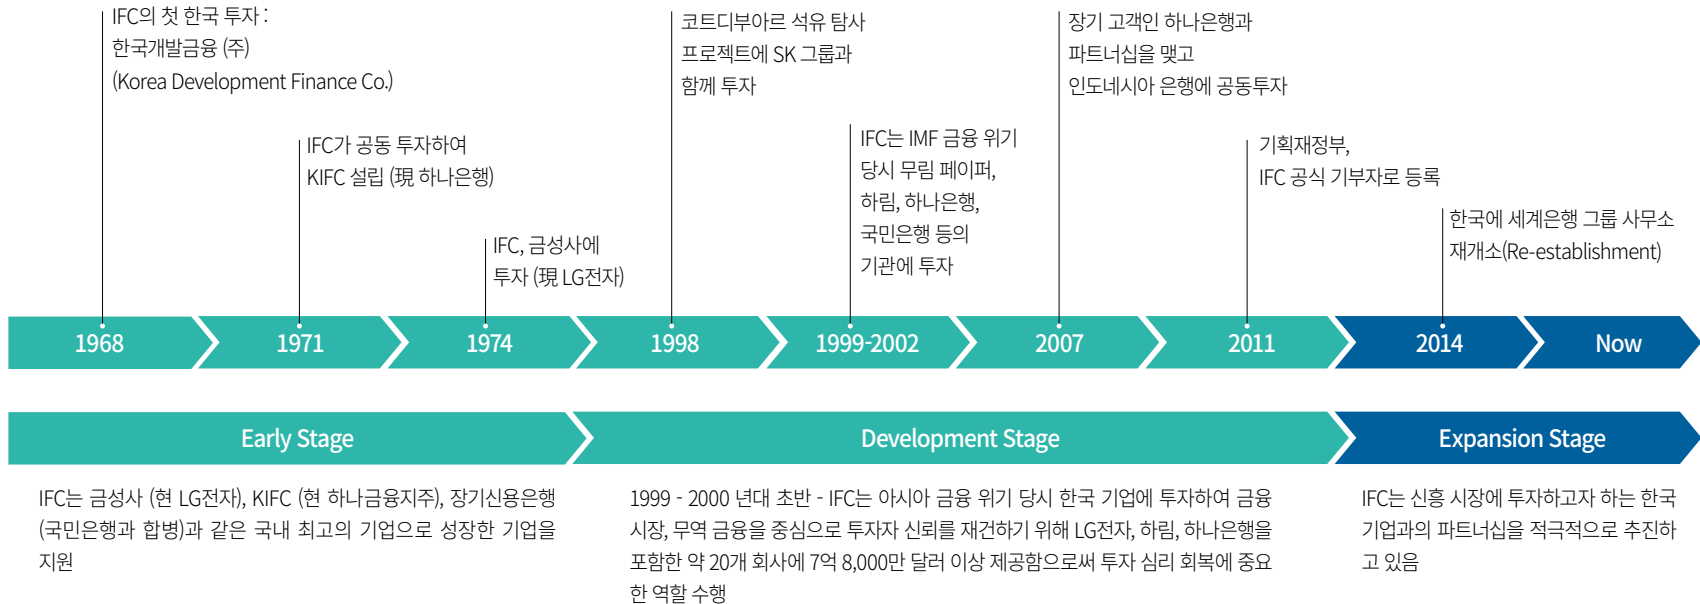 IFC의 첫 한국 투자 :
한국개발금융 (주)
(Korea Development Finance Co.)
IFC가 공동 투자하여
KIFC 설립 (現 하나은행)
IFC, 금성사에
투자 (現 LG전자)
코트디부아르 석유 탐사
프로젝트에 SK 그룹과
함께 투자
IFC는 IMF 금융 위기
당시 무림 페이퍼,
하림, 하나은행,
국민은행 등의
기관에 투자
장기 고객인 하나은행과
파트너십을 맺고
인도네시아 은행에 공동투자
기획재정부,
IFC 공식 기부자로 등록
한국에 세계은행 그룹 사무소
재개소(Re-establishment)
1968
1971
1974
1998
1999-2002
2007
2011
2014
Now
Early Stage
Development Stage
Expansion Stage
IFC는 금성사 (현 LG전자), KIFC (현 하나금융지주), 장기신용은행
(국민은행과 합병)과 같은 국내 최고의 기업으로 성장한 기업을
지원
1999 - 2000 년대 초반 - IFC는 아시아 금융 위기 당시 한국 기업에 투자하여 금융
시장, 무역 금융을 중심으로 투자자 신뢰를 재건하기 위해 LG전자, 하림, 하나은행을
포함한 약 20개 회사에 7억 8,000만 달러 이상 제공함으로써 투자 심리 회복에 중요
한 역할 수행
IFC는 신흥 시장에 투자하고자 하는 한국
기업과의 파트너십을 적극적으로 추진하
고 있음